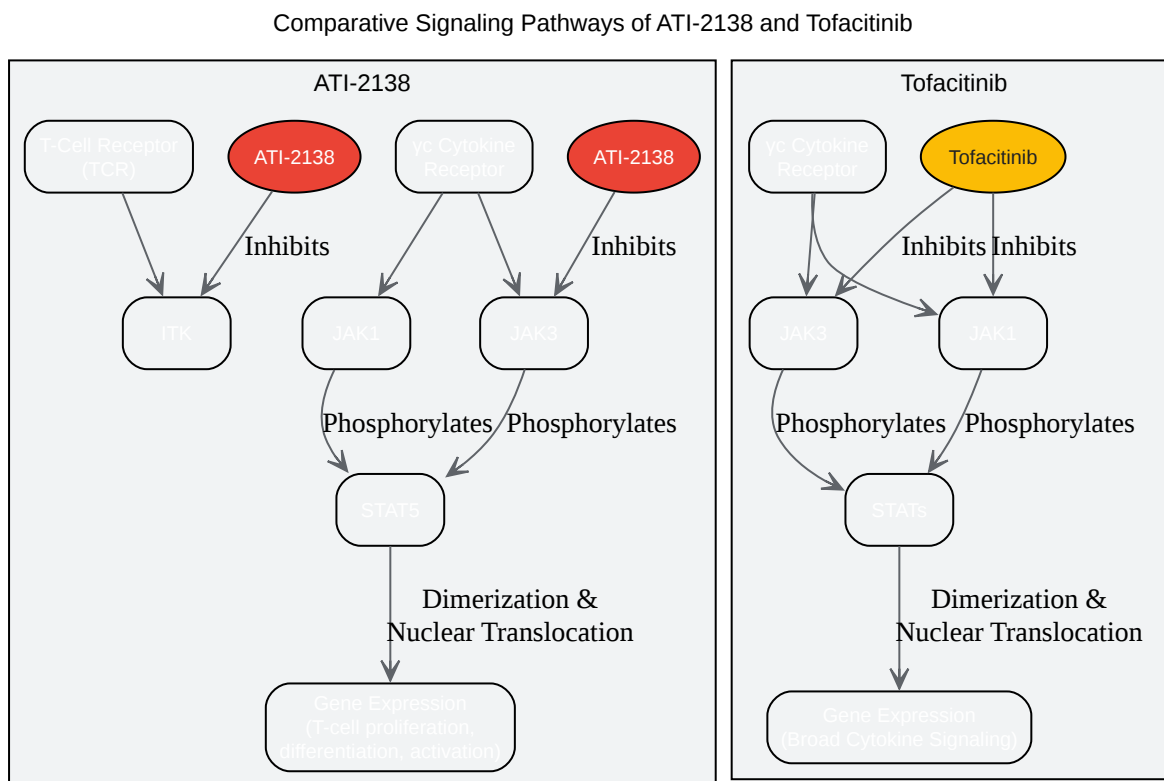 Comparative Signaling Pathways of ATI-2138 and Tofacitinib
ATI-2138
T-Cell Receptor
(TCR)
ATI-2138
γc Cytokine
Receptor
ATI-2138
Inhibits
Inhibits
ITK
JAK1
JAK3
Phosphorylates
Phosphorylates
STAT5
Dimerization &
Nuclear Translocation
Gene Expression
(T-cell proliferation,
differentiation, activation)
Tofacitinib
γc Cytokine
Receptor
Tofacitinib
Inhibits
Inhibits
JAK3
JAK1
Phosphorylates
Phosphorylates
STATs
Dimerization &
Nuclear Translocation
Gene Expression
(Broad Cytokine Signaling)